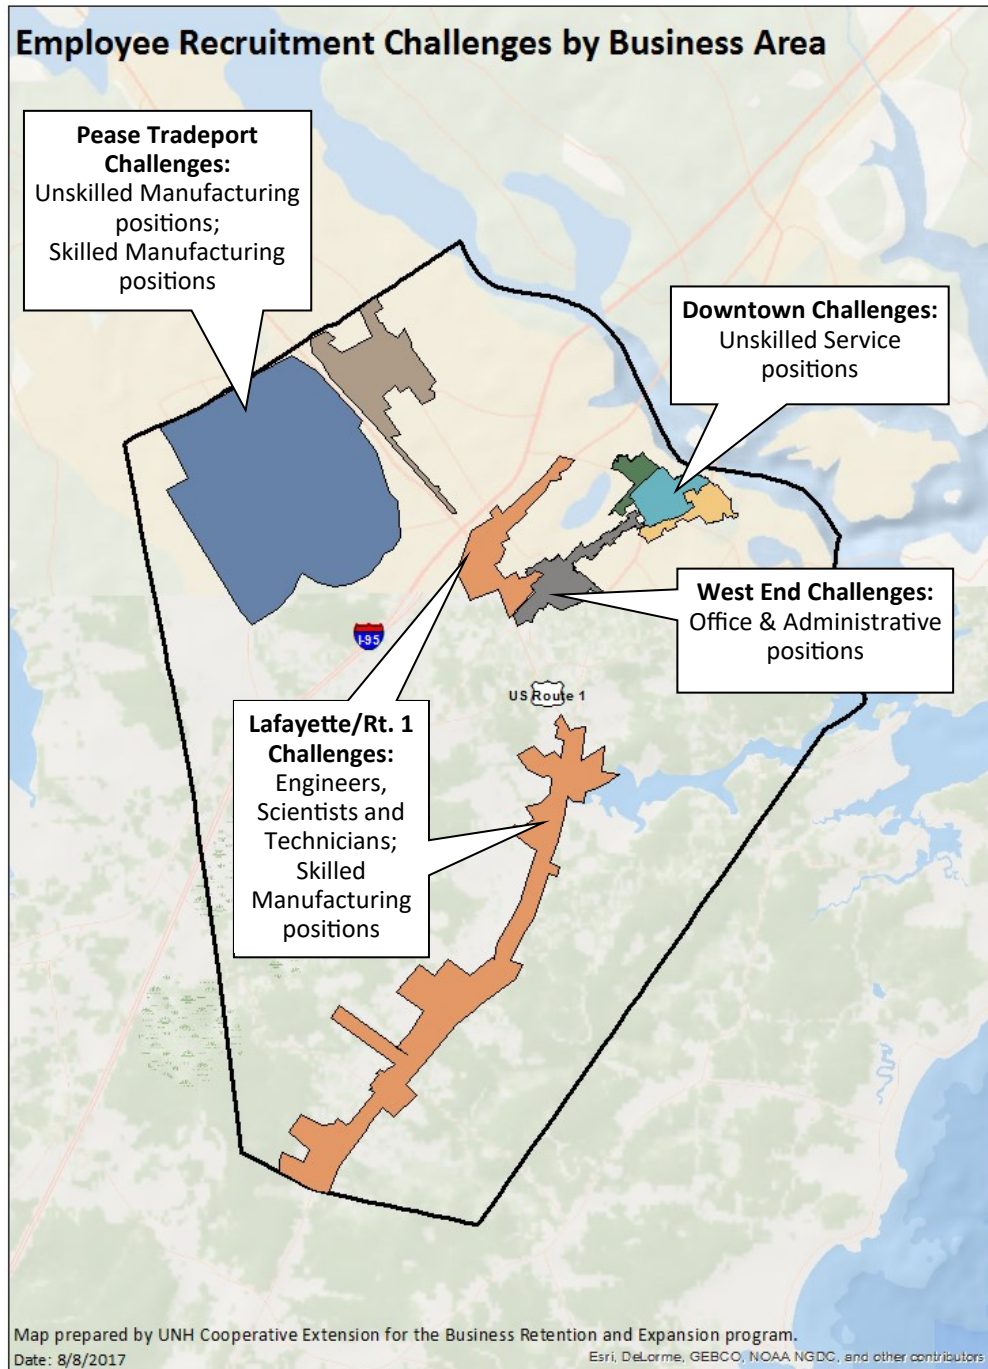 Employee Recruitment Challenges by Business Area
Pease Tradeport
Challenges:
Unskilled Manufacturing
positions;
Skilled Manufacturing
positions
Downtown Challenges:
Unskilled Service
positions
West End Challenges:
Office & Administrative
positions
I-95
US Route 1
Lafayette/Rt. 1
Challenges:
Engineers,
Scientists and
Technicians;
Skilled
Manufacturing
positions
Map prepared by UNH Cooperative Extension for the Business Retention and Expansion program.
Date: 8/8/2017
Esri, DeLorme, GEBCO, NOAA NGDC, and other contributors